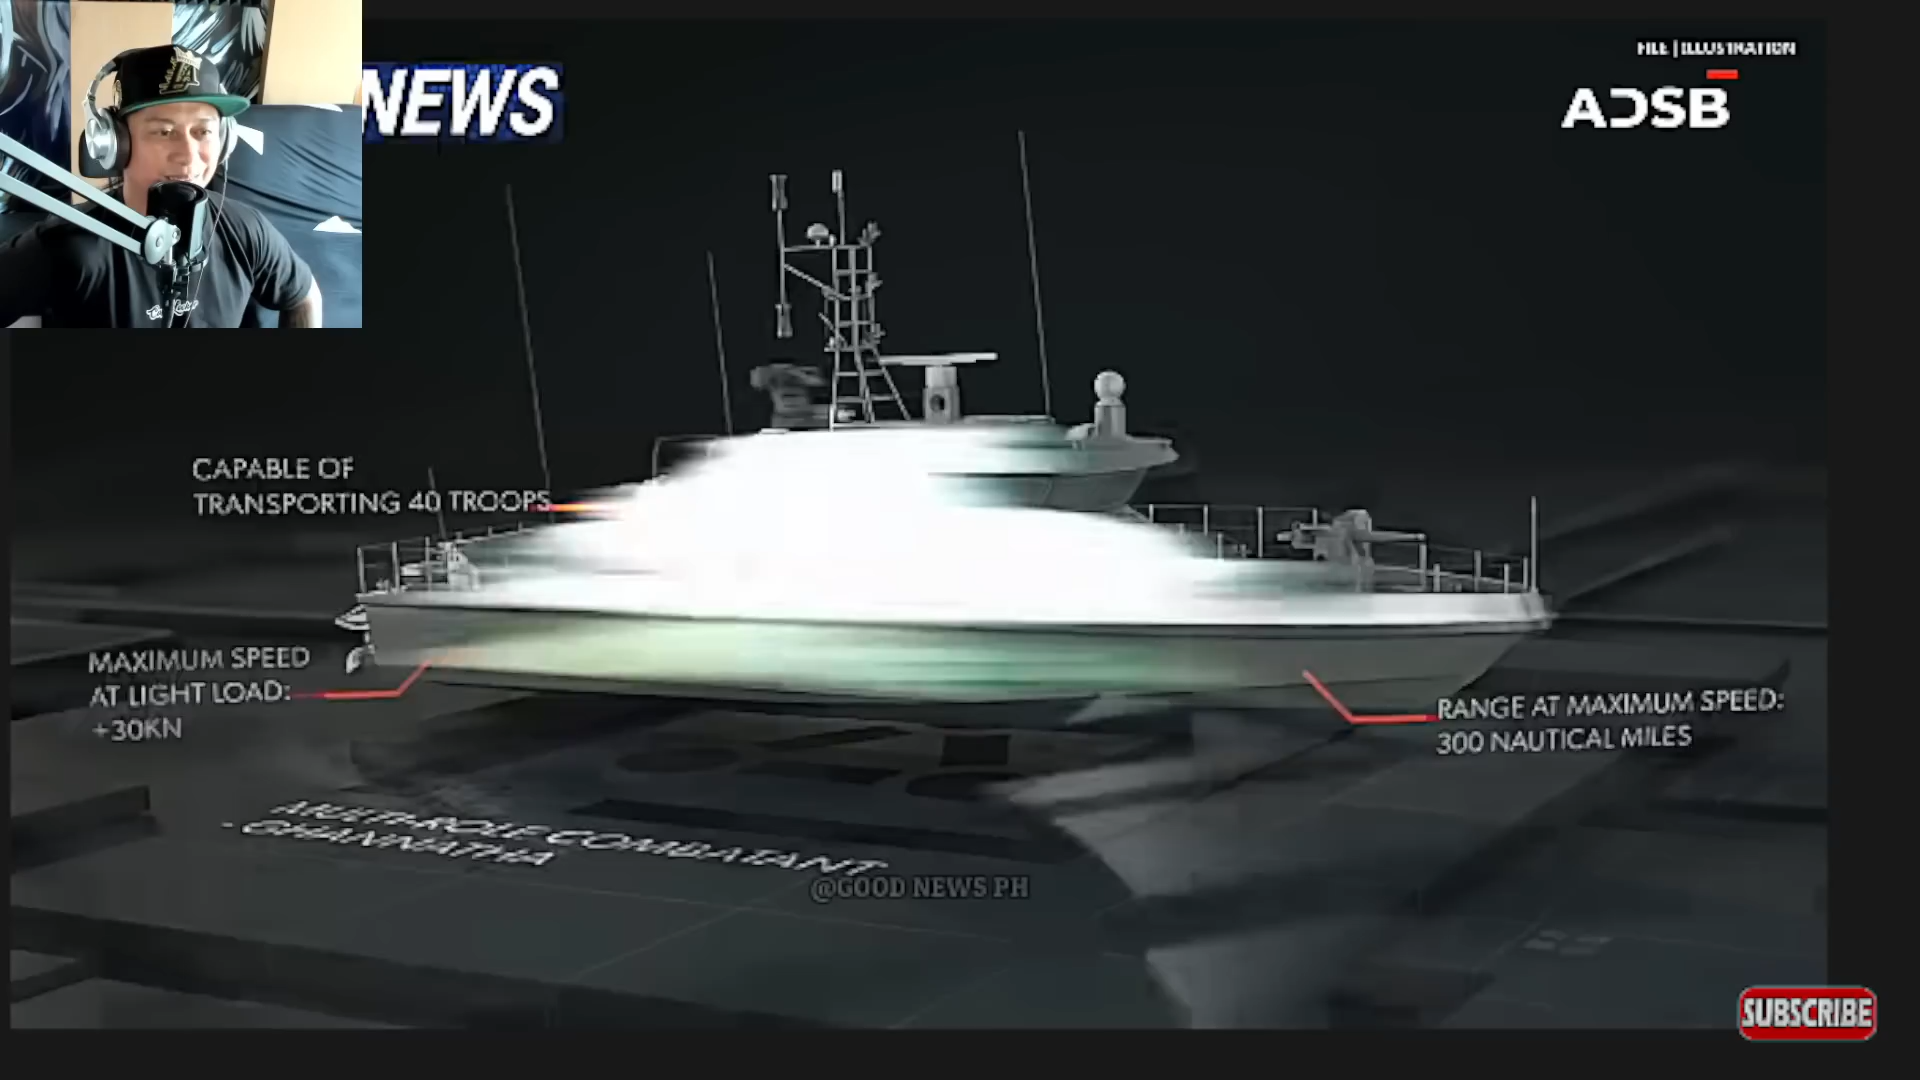 FILE | ILLUSTRATION
ADSB
NEWS
CAPABLE OF
TRANSPORTING 40 TROOPS
MAXIMUM SPEED
AT LIGHT LOAD:
+30KN
RANGE AT MAXIMUM SPEED:
300 NAUTICAL MILES
MULTI-ROLE COMBATANT
- GHANNATHA
@GOOD NEWS PH
SUBSCRIBE